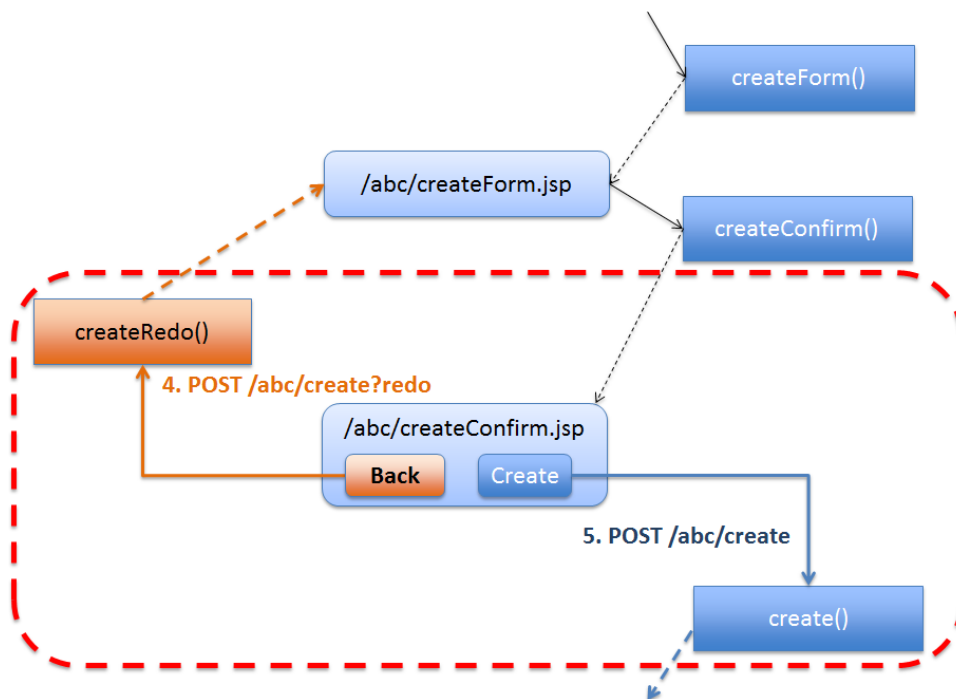 createForm()
/abc/createForm.jsp
createConfirm()
createRedo()
4. POST /abc/create?redo
/abc/createConfirm.jsp
Back
Create
5. POST /abc/create
create()